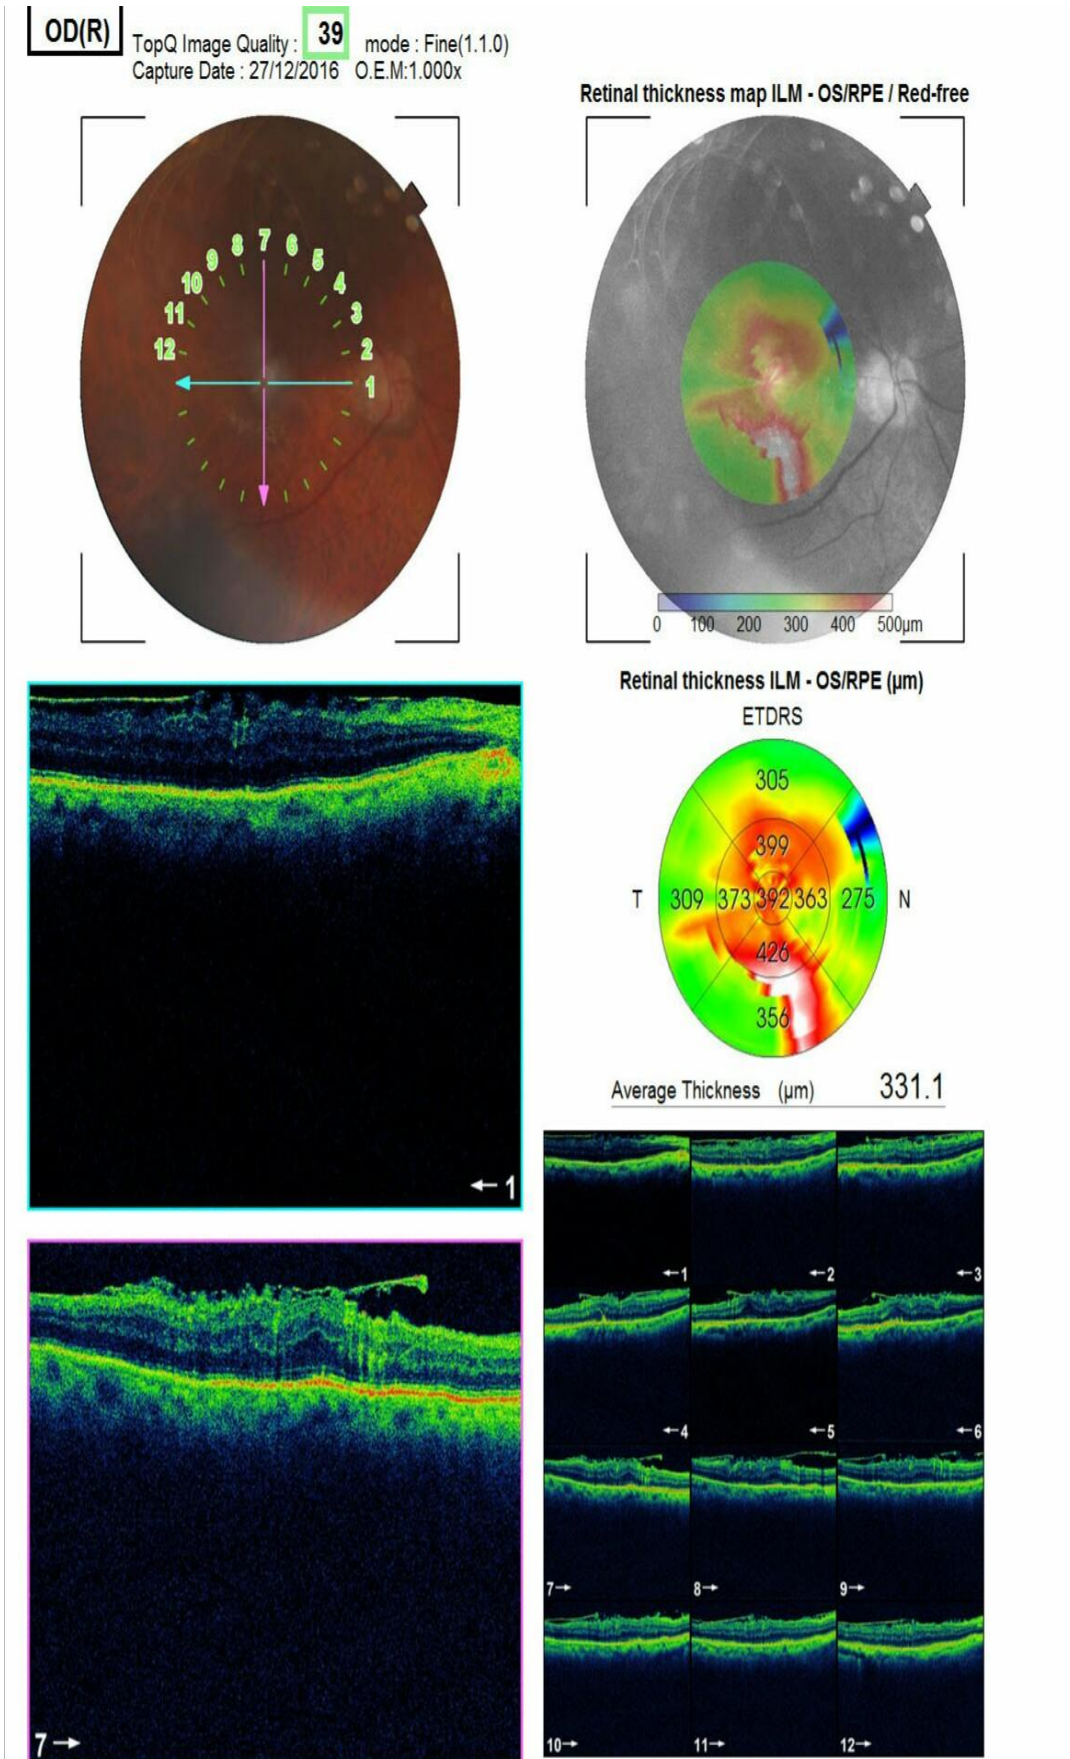 OD(R)
TopQ Image Quality : 39 mode : Fine(1.1.0)
Capture Date : 27/12/2016 O.E.M:1.000x
Retinal thickness map ILM - OS/RPE / Red-free
7
8 6
9 5
10 4
11 3
12 2
1
0 100 200 300 400 500µm
Retinal thickness ILM - OS/RPE (µm)
ETDRS
305
399
T 309 373 392 363 275 N
426
356
Average Thickness (µm) 331.1
← 1
7 →
←1 ←2 ←3
←4 ←5 ←6
7→ 8→ 9→
10→ 11→ 12→